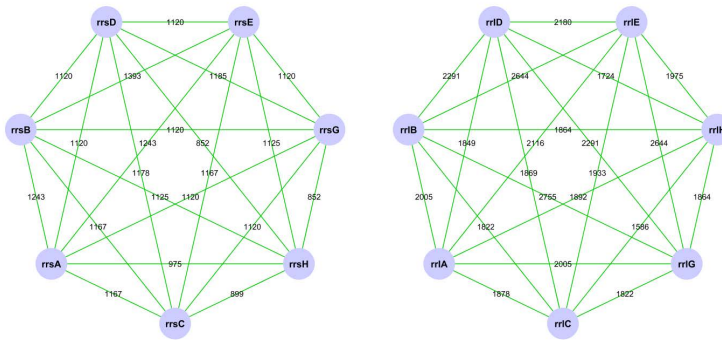 rrsD 1120 rrsE
rrlD 2180 rrlE
1120 1393 1185 1120
2291 2644 1724 1975
rrsB 1120 rrsG
rrlB 1864 rrlH
1120 1243 852 1125
1849 2116 2291 2644
1178 1167
1869 1933
1243 1125 1120 852
2005 2755 1892 1864
1167 1120
1822 1586
rrsA 975 rrsH
rrlA 2005 rrlG
1167 899
1878 1822
rrsC
rrlC